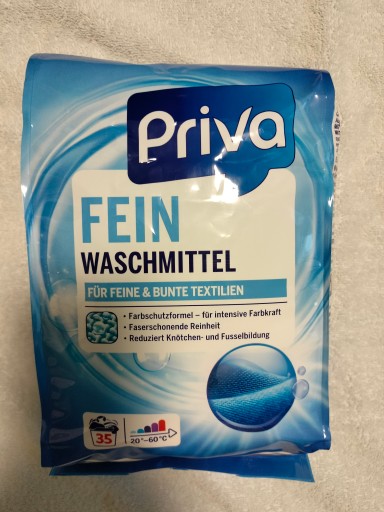 Priva
FEIN
WASCHMITTEL
FÜR FEINE & BUNTE TEXTILIEN
• Farbschutzformel – für intensive Farbkraft
• Faserschonende Reinheit
• Reduziert Knötchen- und Fusselbildung
35
20°–60°C